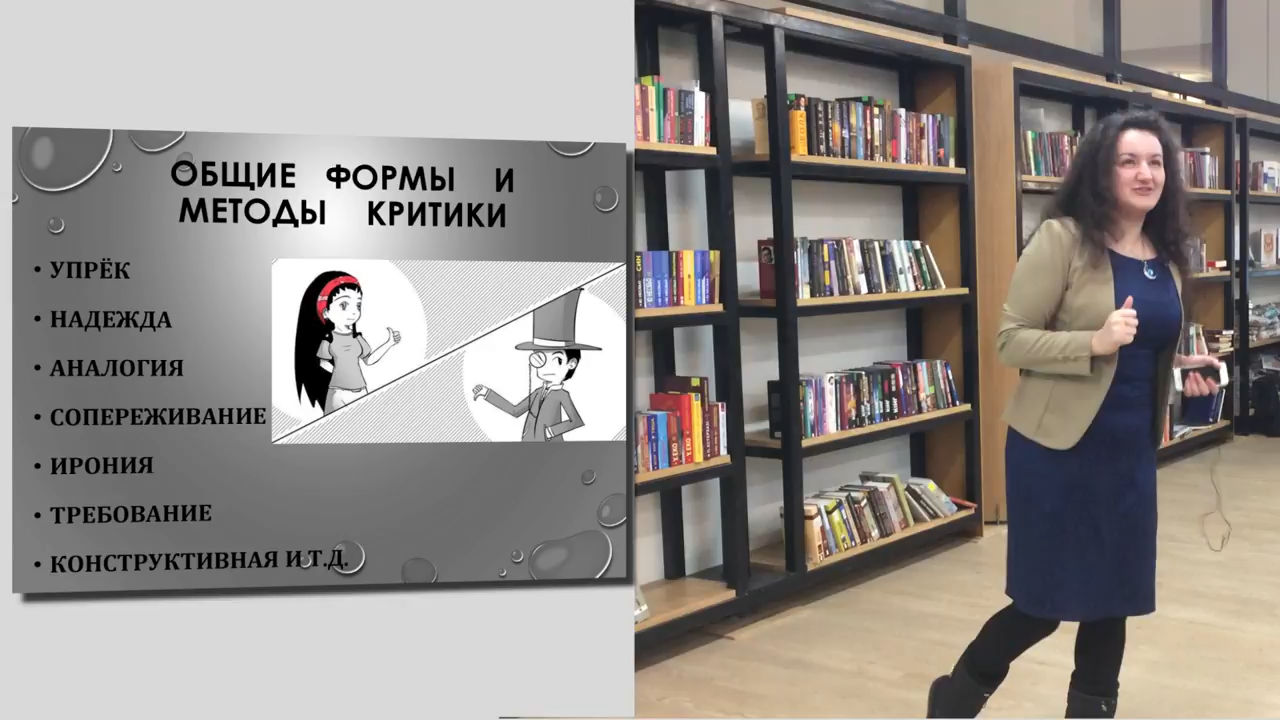 ОБЩИЕ ФОРМЫ И
МЕТОДЫ КРИТИКИ
• УПРЁК
• НАДЕЖДА
• АНАЛОГИЯ
• СОПЕРЕЖИВАНИЕ
• ИРОНИЯ
• ТРЕБОВАНИЕ
• КОНСТРУКТИВНАЯ И Т.Д.